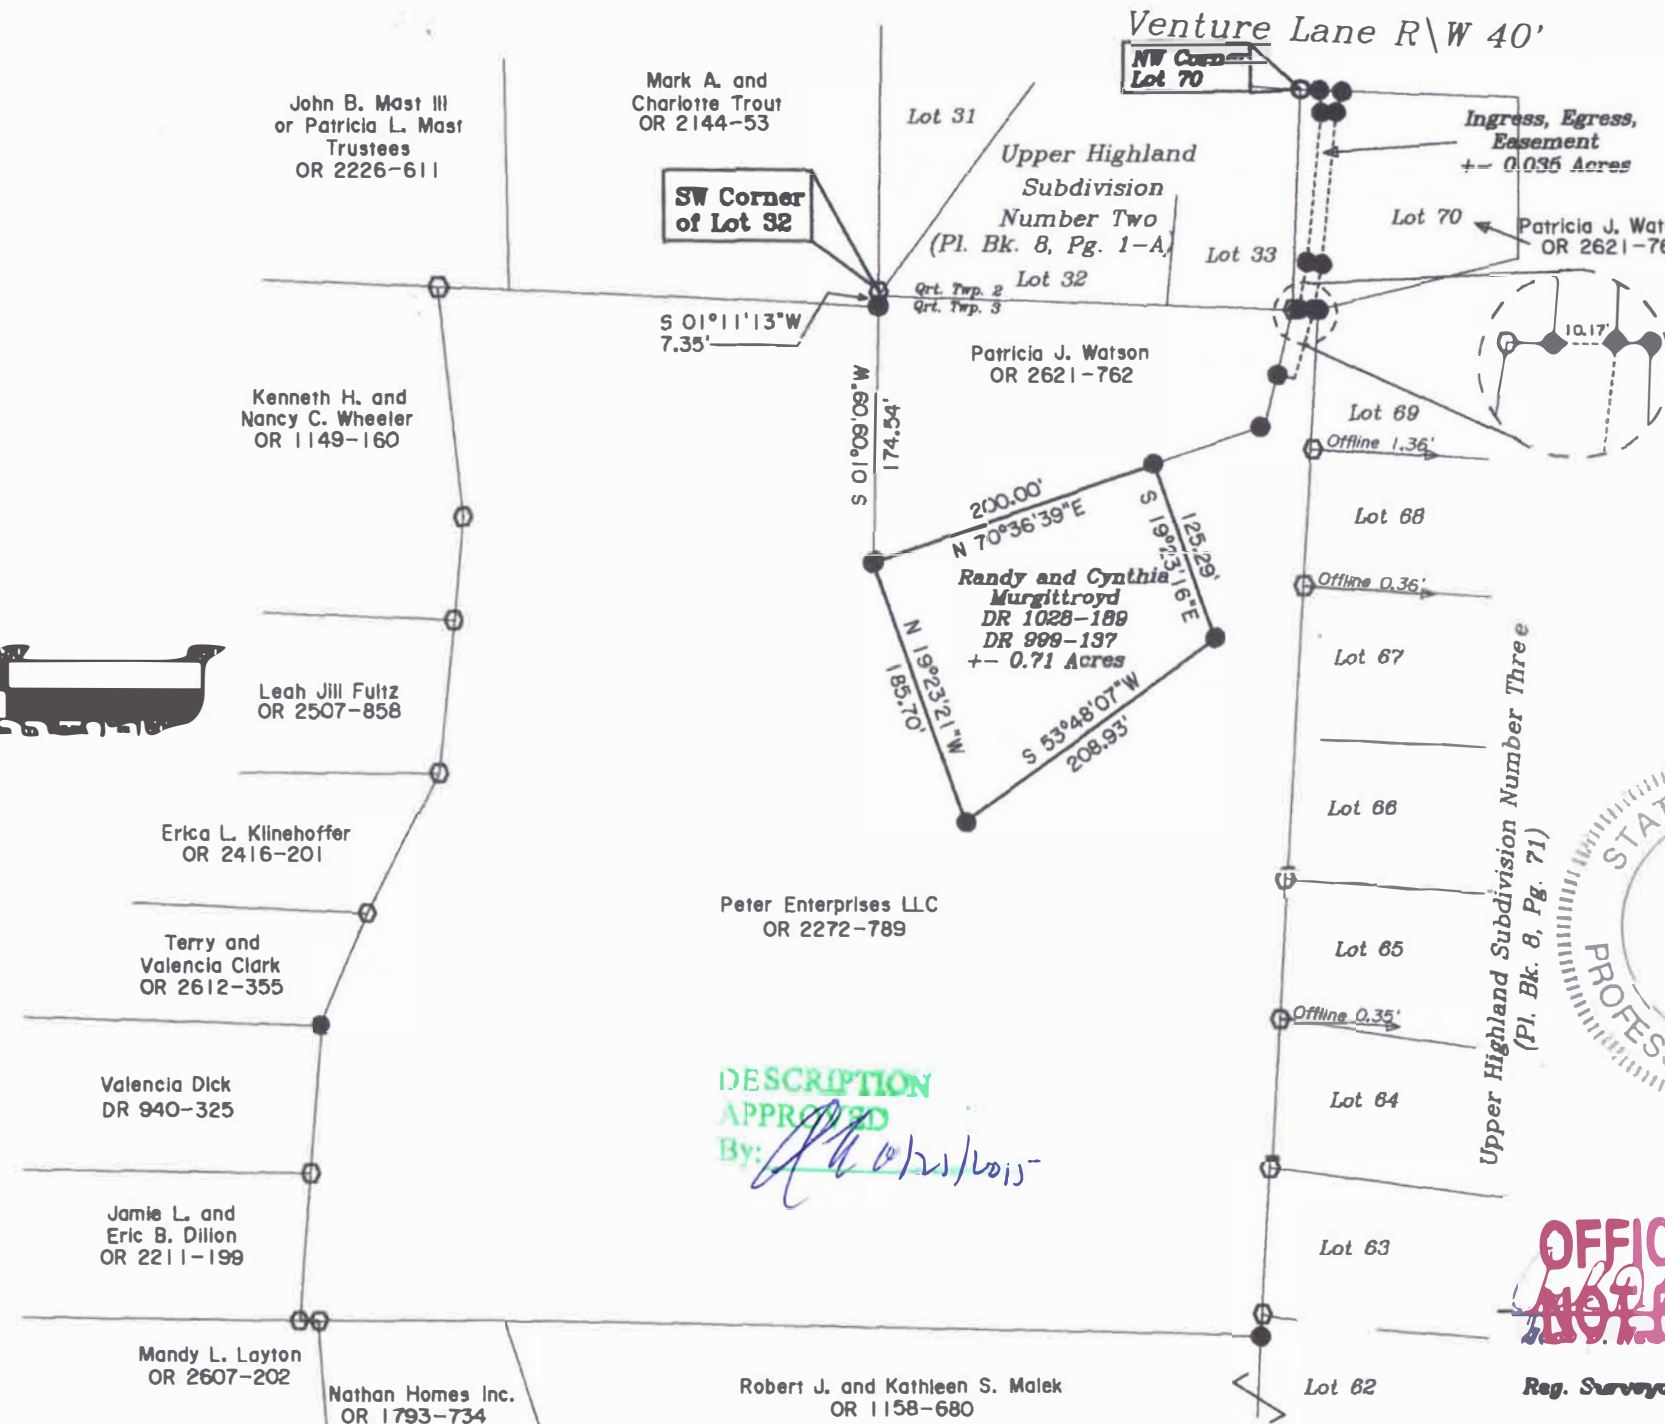 Venture Lane R\W 40'
NW Corn
Lot 70
Mark A. and
Charlotte Trout
OR 2144-53
John B. Mast III
or Patricia L. Mast
Trustees
OR 2226-611
Lot 31
Ingress, Egress,
Easement
+- 0.035 Acres
Upper Highland
Subdivision
Number Two
(Pl. Bk. 8, Pg. 1-A)
SW Corner
of Lot 32
Lot 70
Patricia J. Wat
OR 2621-76
Lot 33
Lot 32
Qrt. Twp. 2
Qrt. Twp. 3
S 01°11'13"W
7.35'
10.17'
Patricia J. Watson
OR 2621-762
Kenneth H. and
Nancy C. Wheeler
OR 1149-160
S 01°09'09"W
174.54'
Lot 69
Offline 1.36'
200.00'
N 70°36'39"E
125.29'
S 19°23'16"E
Lot 68
Randy and Cynthia
Murgittroyd
DR 1028-189
DR 999-137
+- 0.71 Acres
Offline 0.36'
N 19°23'21"W
185.70'
Lot 67
Leah Jill Fultz
OR 2507-858
S 53°48'07"W
208.93'
Upper Highland Subdivision Number Three
(Pl. Bk. 8, Pg. 71)
Lot 66
Erica L. Klinehoffer
OR 2416-201
STAT
PROFES
Peter Enterprises LLC
OR 2272-789
Terry and
Valencia Clark
OR 2612-355
Lot 65
Offline 0.35'
Valencia Dick
DR 940-325
DESCRIPTION
APPROVED
By:
Lot 64
Jamie L. and
Eric B. Dillon
OR 2211-199
Lot 63
OFFIC
NOT
Mandy L. Layton
OR 2607-202
Nathan Homes Inc.
OR 1793-734
Robert J. and Kathleen S. Malek
OR 1158-680
Lot 62
Reg. Surveyo